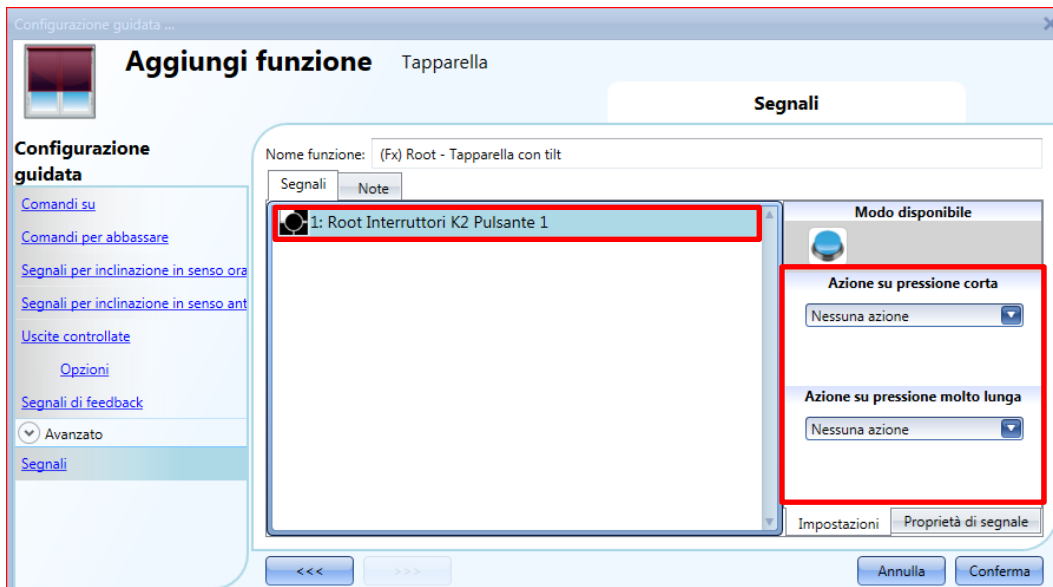 Configurazione guidata ...
Aggiungi funzione Tapparella
Segnali
Configurazione
guidata
Comandi su
Comandi per abbassare
Segnali per inclinazione in senso ora
Segnali per inclinazione in senso ant
Uscite controllate
Opzioni
Segnali di feedback
Avanzato
Segnali
Nome funzione: (Fx) Root - Tapparella con tilt
Segnali Note
1: Root Interruttori K2 Pulsante 1
Modo disponibile
Azione su pressione corta
Nessuna azione
Azione su pressione molto lunga
Nessuna azione
Impostazioni Proprietà di segnale
<<< >>> Annulla Conferma